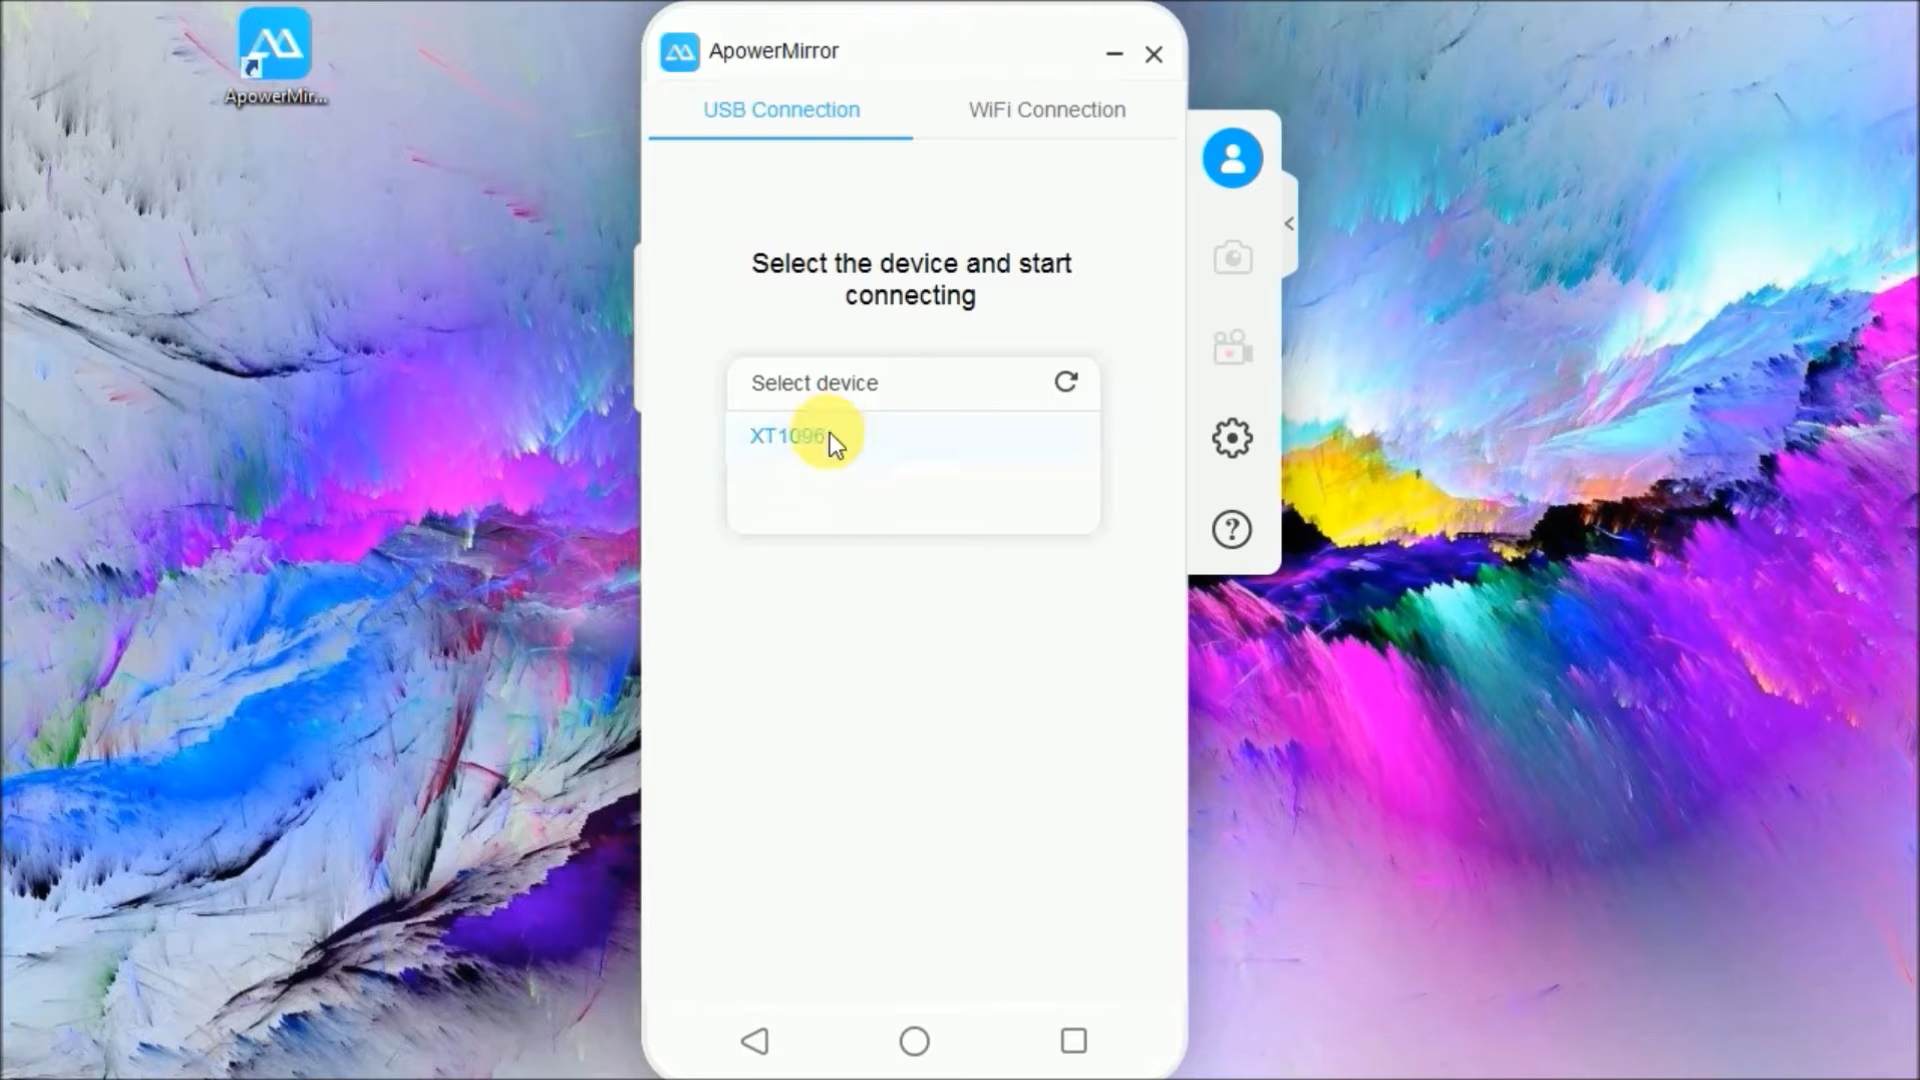 ApowerMir...
ApowerMirror
USB Connection
WiFi Connection
Select the device and start
connecting
Select device
XT1096